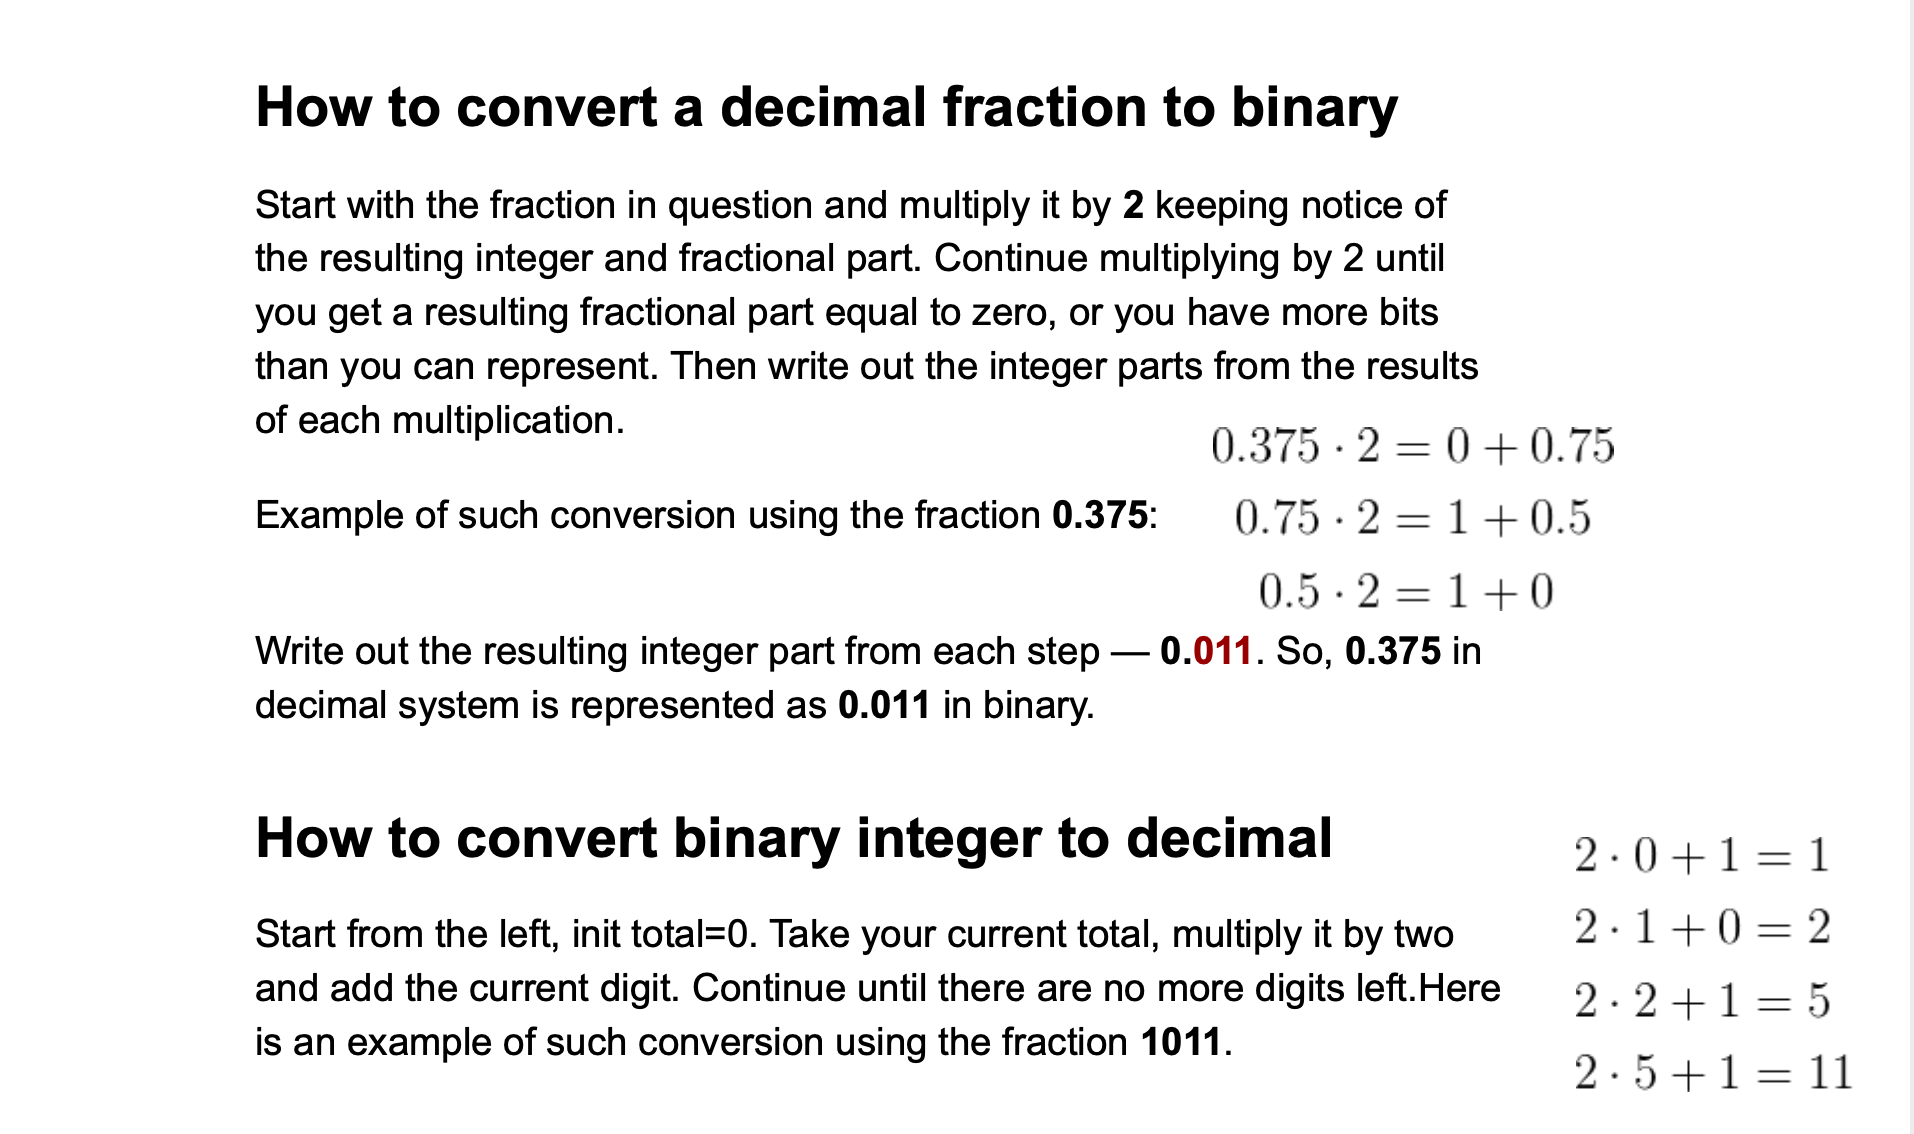 How to convert a decimal fraction to binary
Start with the fraction in question and multiply it by 2 keeping notice of
the resulting integer and fractional part. Continue multiplying by 2 until
you get a resulting fractional part equal to zero, or you have more bits
than you can represent. Then write out the integer parts from the results
of each multiplication.
0.375 · 2 = 0 + 0.75
Example of such conversion using the fraction 0.375: 0.75 · 2 = 1 + 0.5
0.5 · 2 = 1 + 0
Write out the resulting integer part from each step — 0.011. So, 0.375 in
decimal system is represented as 0.011 in binary.
How to convert binary integer to decimal
Start from the left, init total=0. Take your current total, multiply it by two
and add the current digit. Continue until there are no more digits left.Here
is an example of such conversion using the fraction 1011.
2 · 0 + 1 = 1
2 · 1 + 0 = 2
2 · 2 + 1 = 5
2 · 5 + 1 = 11